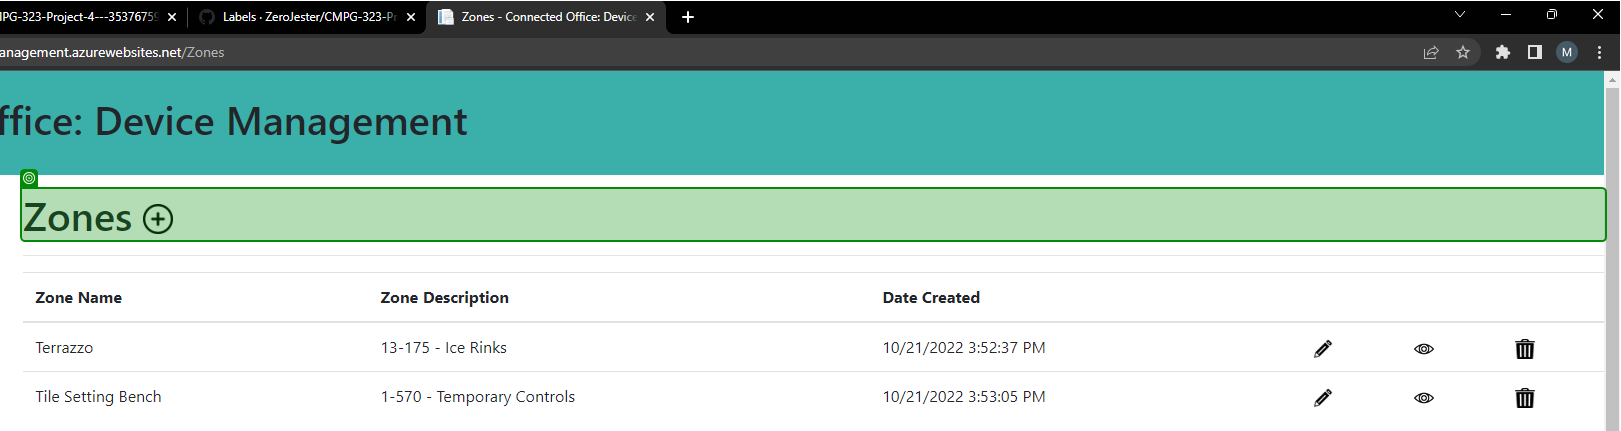 PG-323-Project-4---35376759
Labels · ZeroJester/CMPG-323-Pr
Zones - Connected Office: Device
anagement.azurewebsites.net/Zones
M
ffice: Device Management
Zones
Zone Name Zone Description Date Created
Terrazzo 13-175 - Ice Rinks 10/21/2022 3:52:37 PM
Tile Setting Bench 1-570 - Temporary Controls 10/21/2022 3:53:05 PM